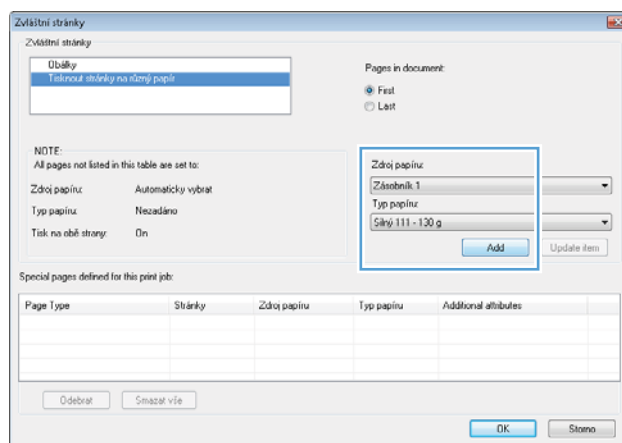 Zvláštní stránky
Zvláštní stránky
Obálky
Tisknout stránky na různý papír
Pages in document:
First
Last
NOTE:
All pages not listed in this table are set to:
Zdroj papíru:
Automaticky vybrat
Typ papíru:
Nezadáno
Tisk na obě strany:
On
Zdroj papíru:
Zásobník 1
Typ papíru:
Silný 111 - 130 g
Add
Update item
Special pages defined for this print job:
Page Type
Stránky
Zdroj papíru
Typ papíru
Additional attributes
Odebrat
Smazat vše
OK
Storno